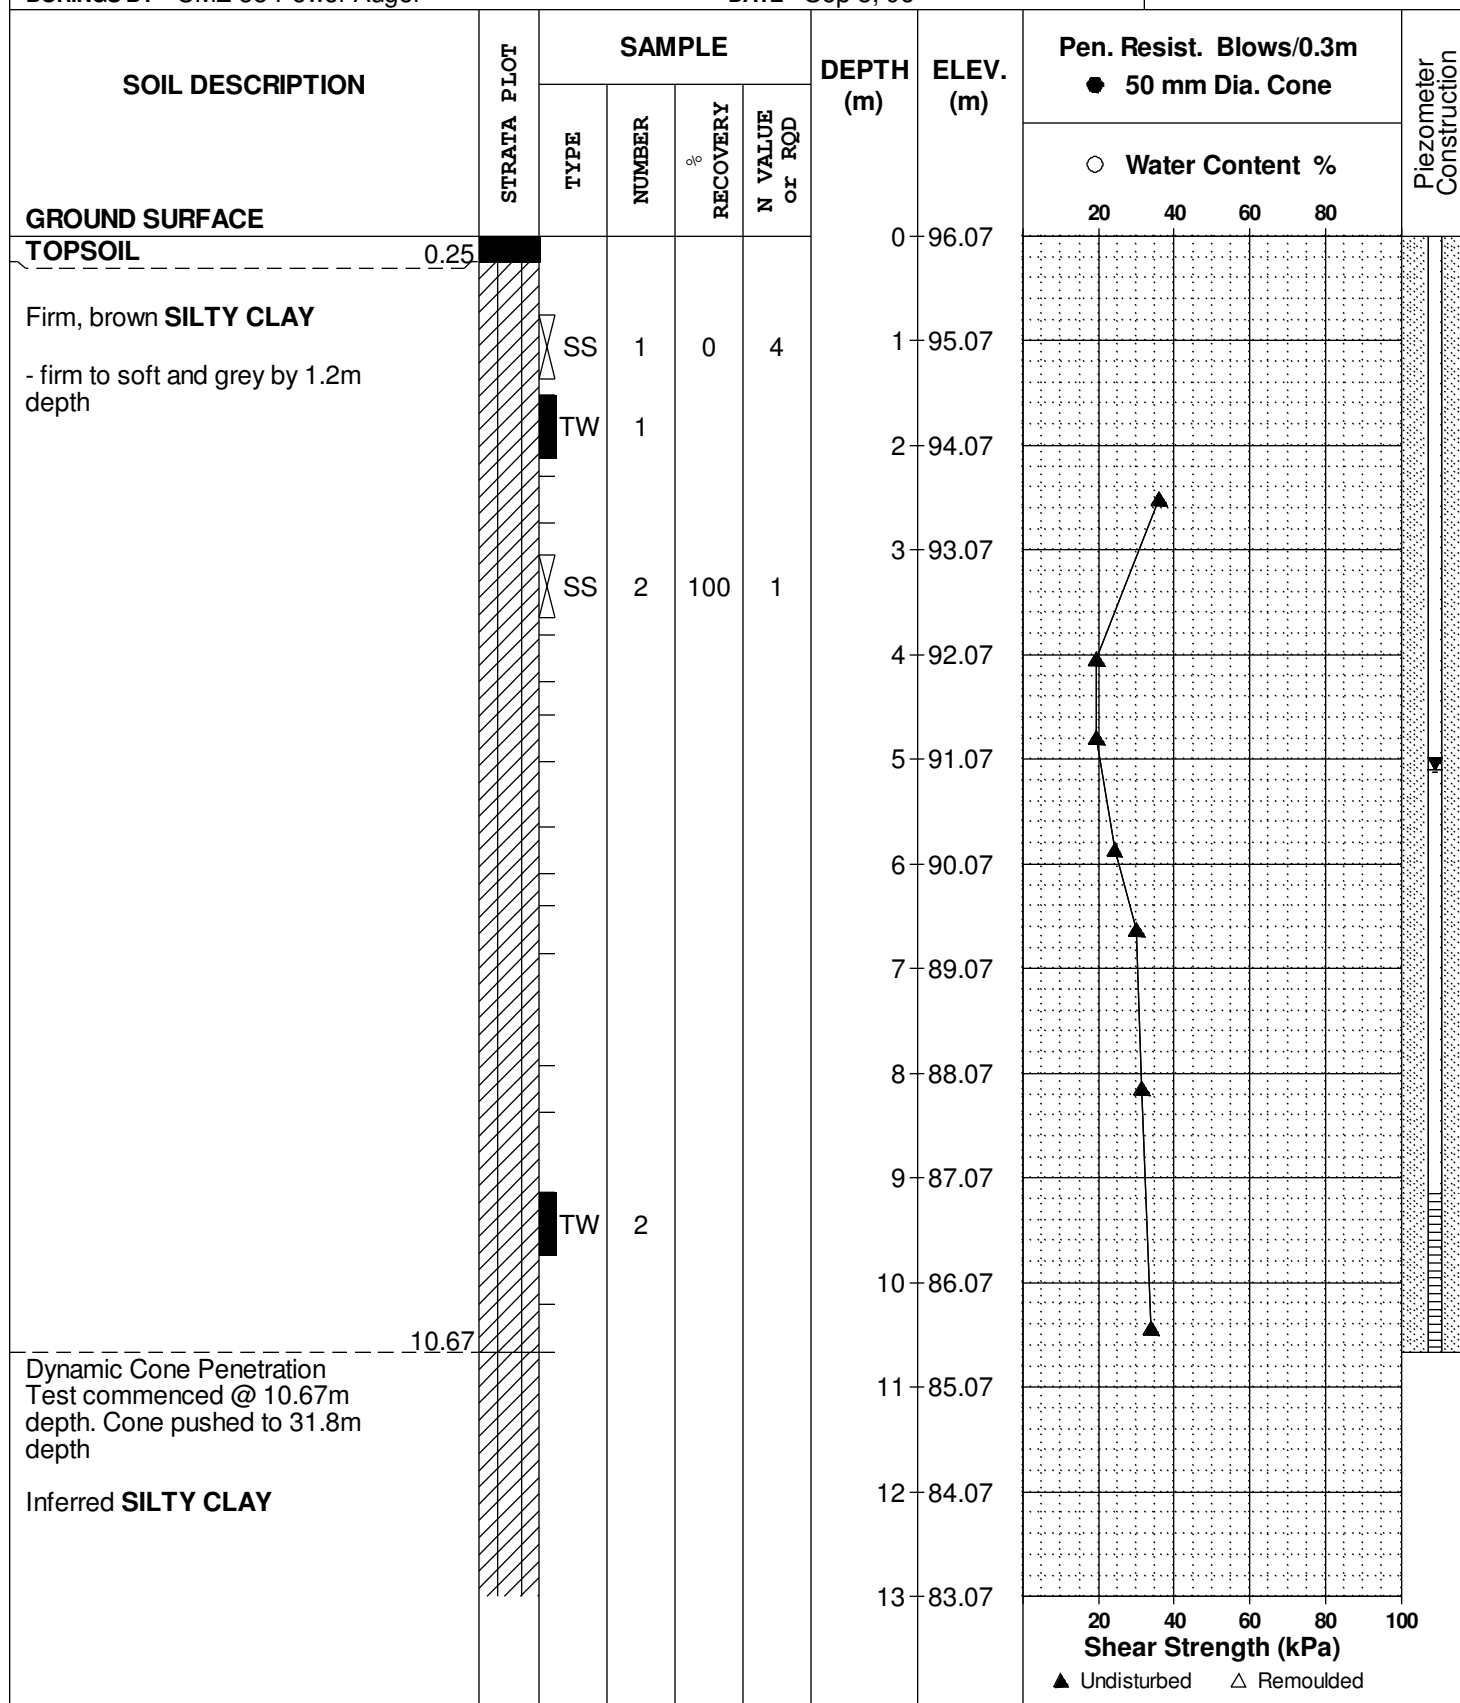 SOIL DESCRIPTION
GROUND SURFACE
STRATA PLOT
SAMPLE
TYPE
NUMBER
%
RECOVERY
N VALUE
or RQD
DEPTH
(m)
ELEV.
(m)
Pen. Resist. Blows/0.3m
● 50 mm Dia. Cone
○ Water Content %
20 40 60 80
Piezometer
Construction
TOPSOIL 0.25
0 96.07
Firm, brown SILTY CLAY
- firm to soft and grey by 1.2m
depth
SS 1 0 4
1 95.07
TW 1
2 94.07
3 93.07
SS 2 100 1
4 92.07
5 91.07
6 90.07
7 89.07
8 88.07
9 87.07
TW 2
10 86.07
10.67
Dynamic Cone Penetration
Test commenced @ 10.67m
depth. Cone pushed to 31.8m
depth
11 85.07
Inferred SILTY CLAY
12 84.07
13 83.07
20 40 60 80 100
Shear Strength (kPa)
▲ Undisturbed △ Remoulded